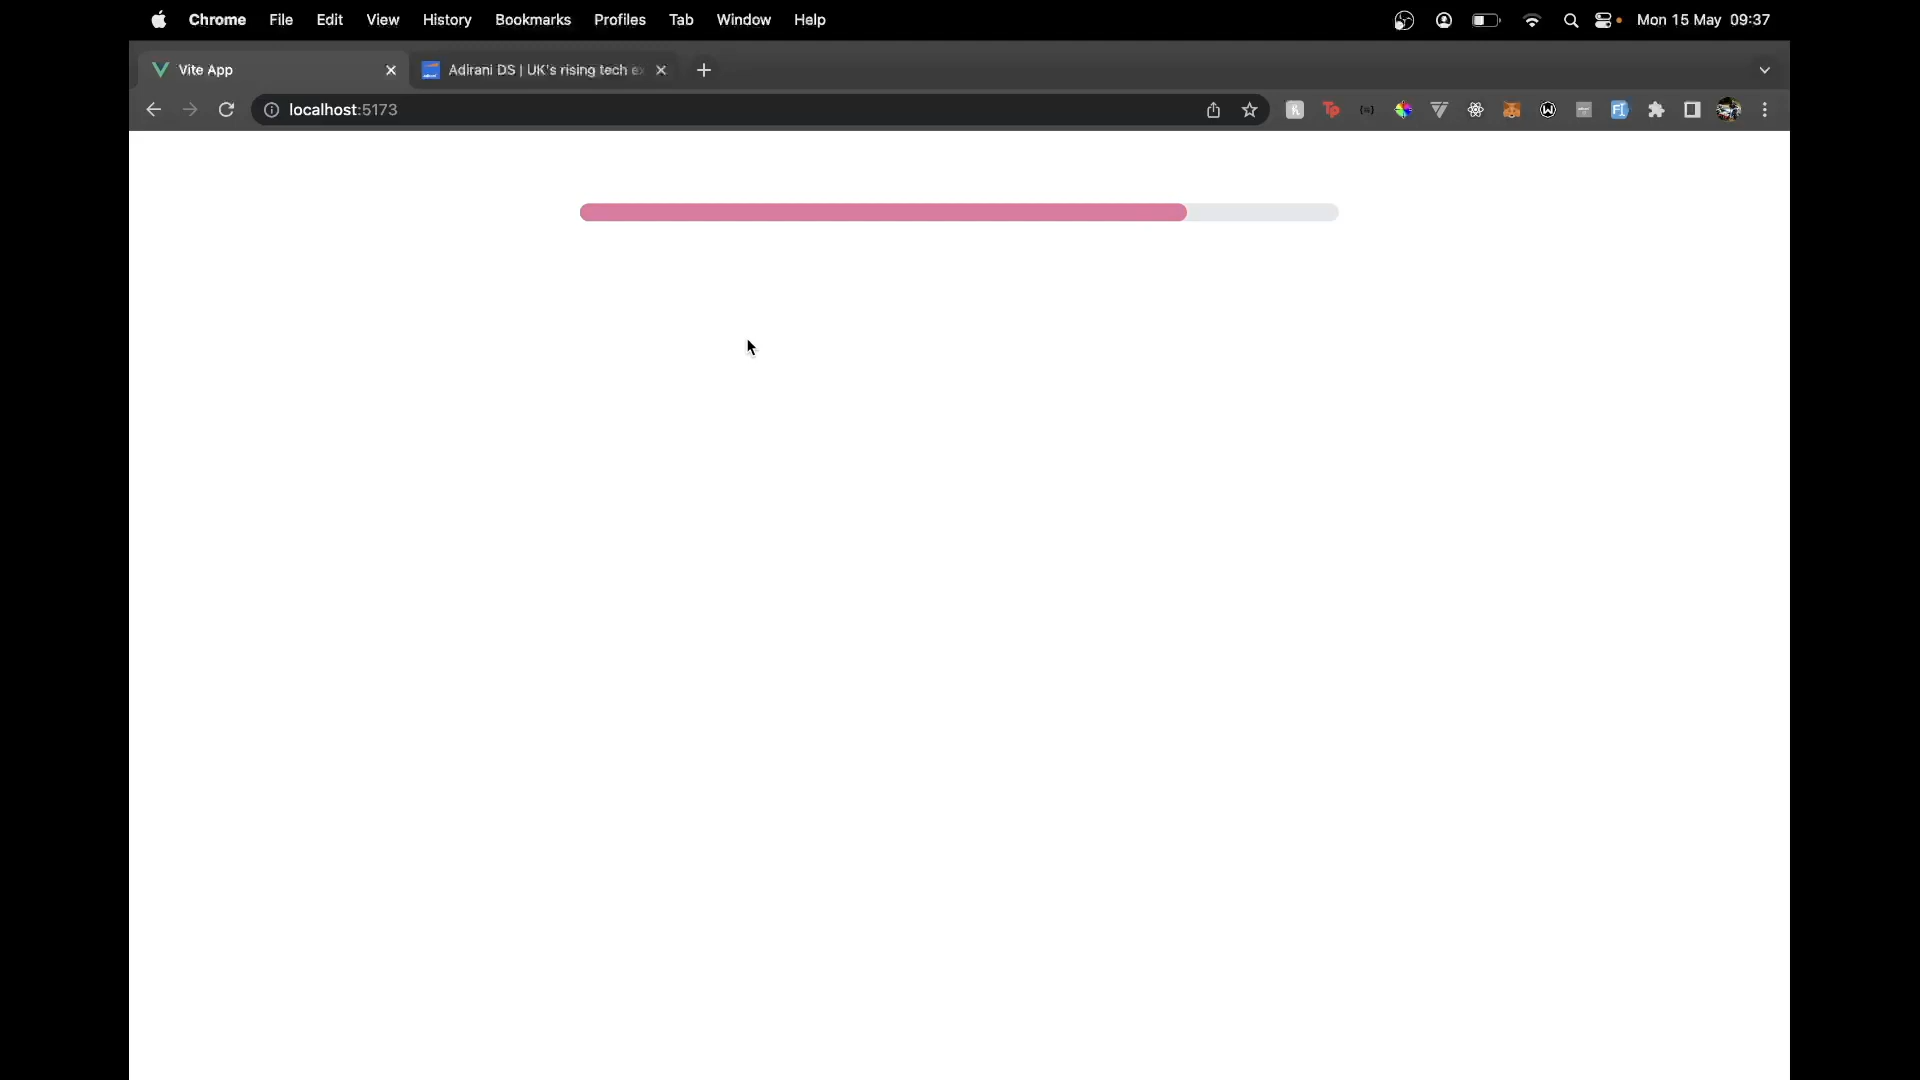 Chrome File Edit View History Bookmarks Profiles Tab Window Help Mon 15 May 09:37
Vite App Adirani DS | UK's rising tech
localhost:5173